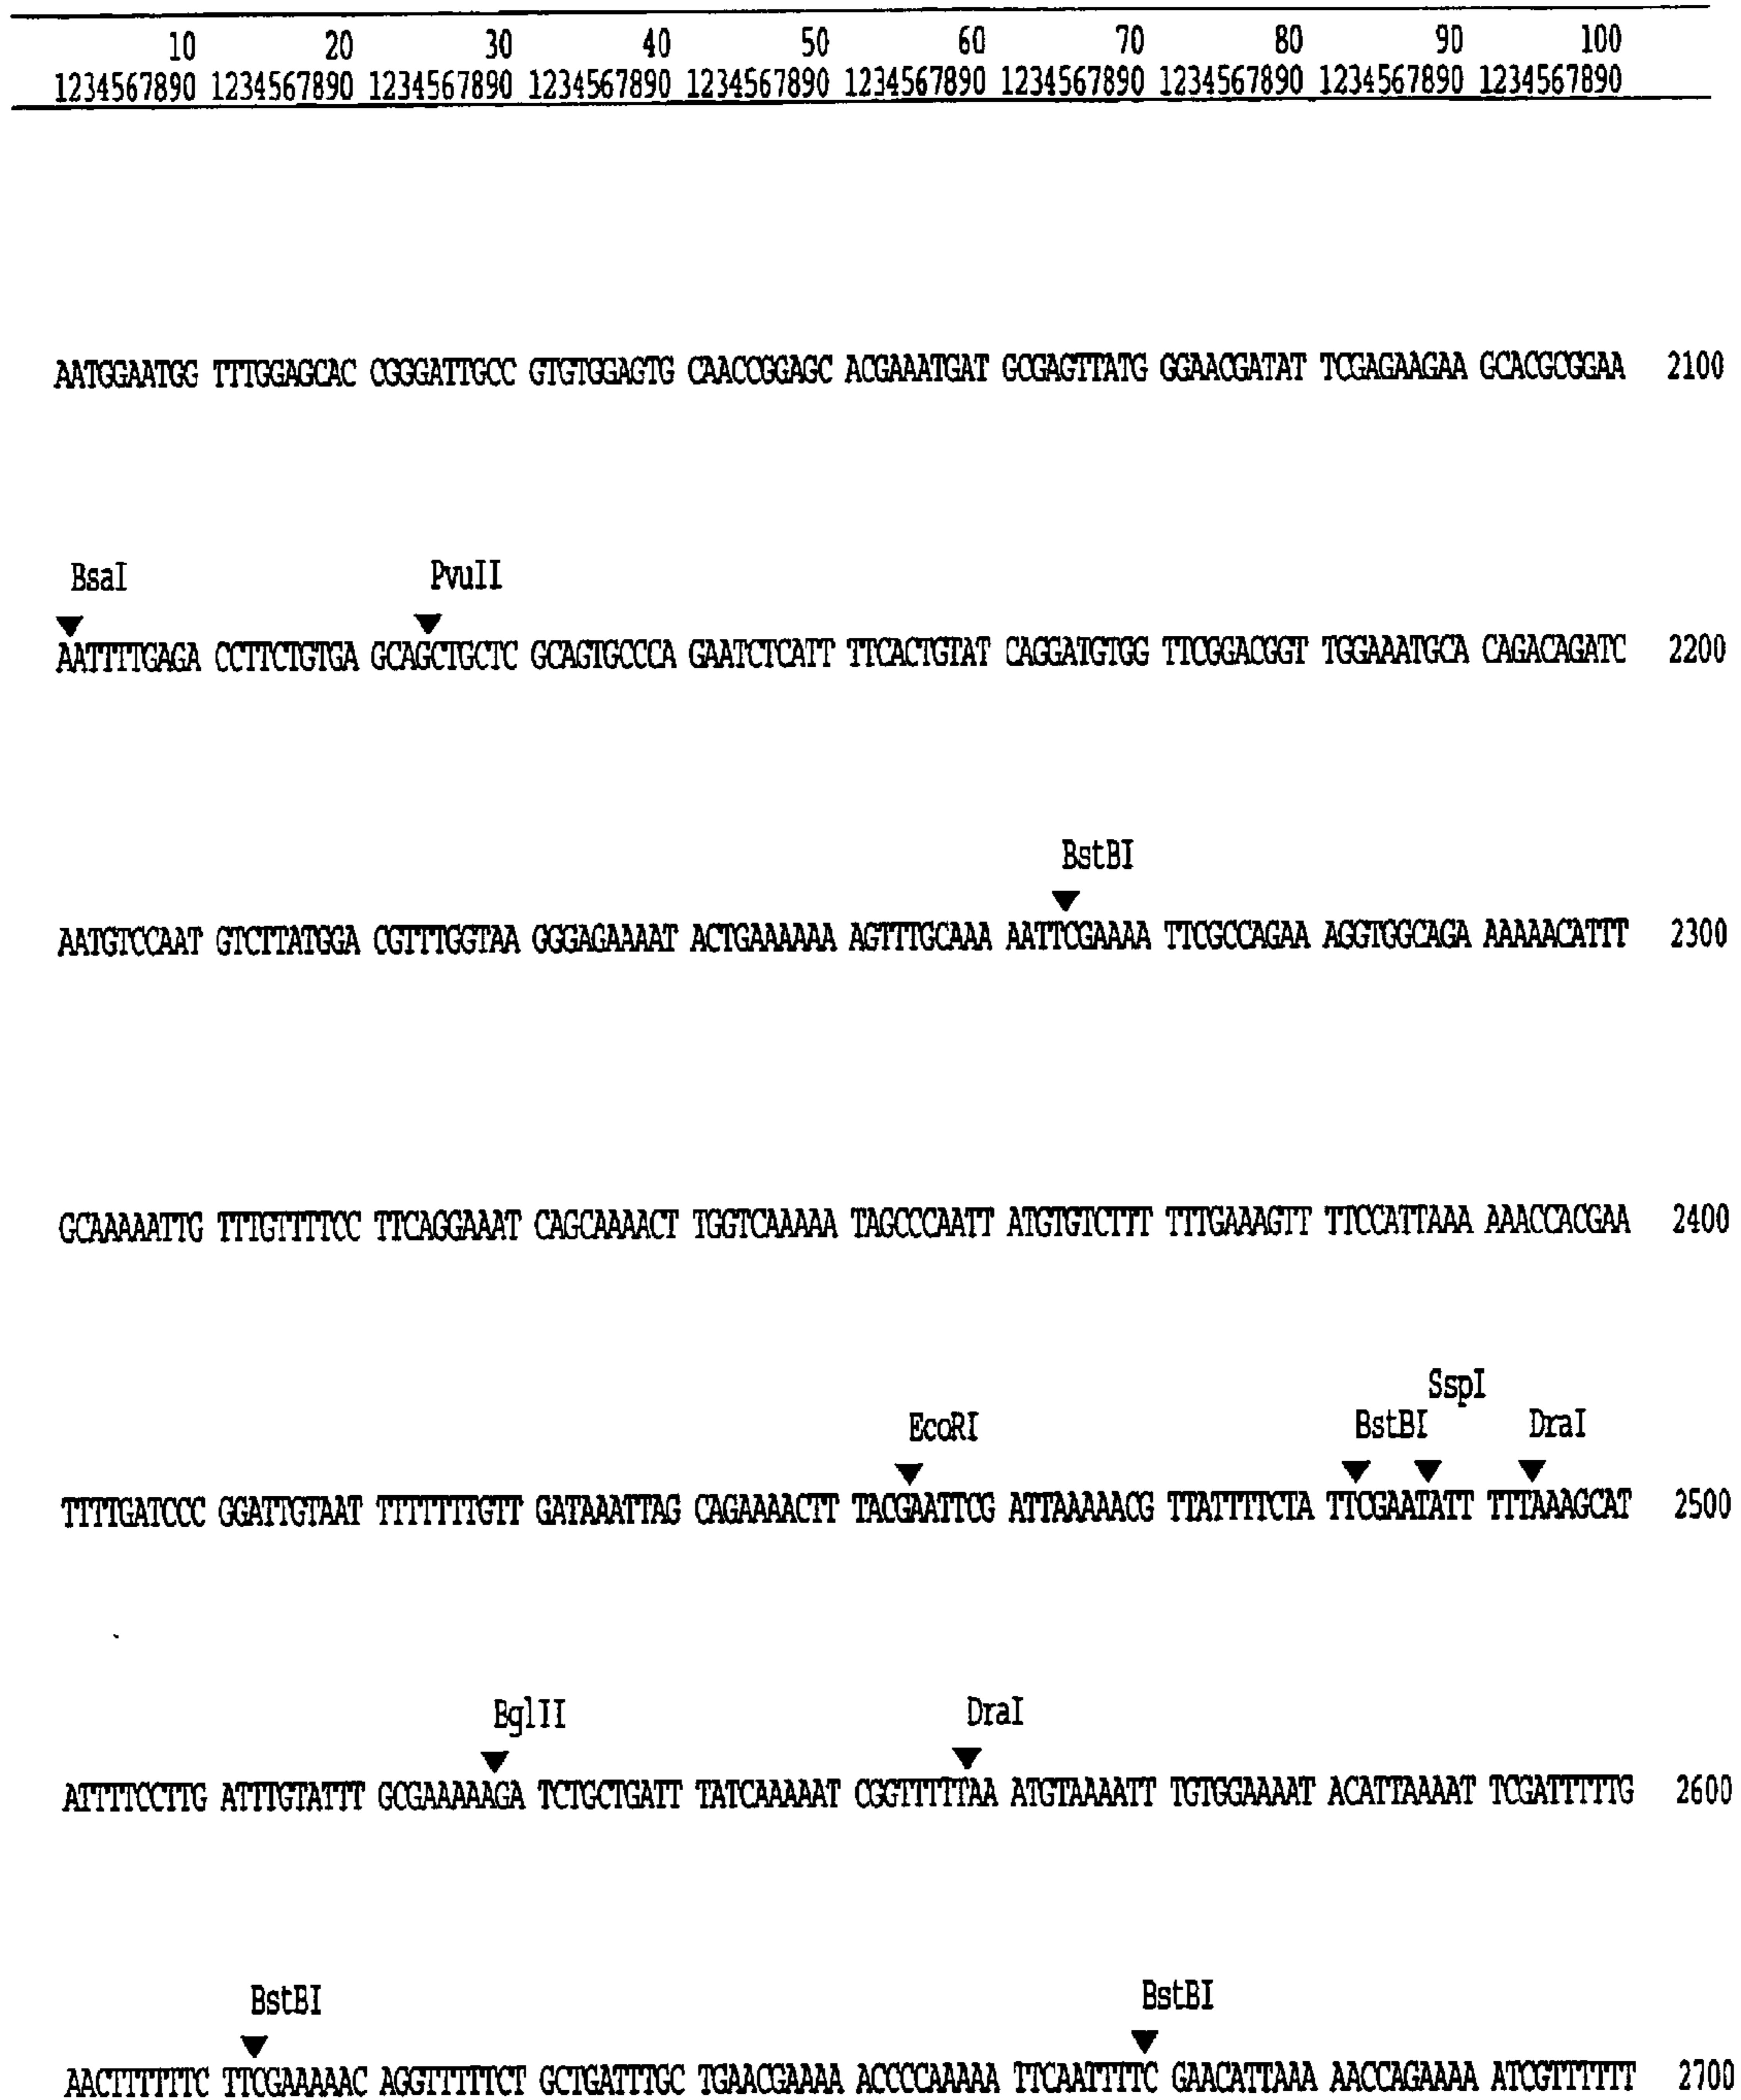 10 20 30 40 50 60 70 80 90 100
1234567890 1234567890 1234567890 1234567890 1234567890 1234567890 1234567890 1234567890 1234567890 1234567890
AATGGAATGG TTTGGAGCAC CGGGATTGCC GTGTGGAGTG CAACCGGAGC ACGAAATGAT GCGAGTTATG GGAACGATAT TCGAGAAGAA GCACGCGGAA 2100
BsaI PvuII
AATTTTGAGA CCTTCTGTGA GCAGCTGCTC GCAGTGCCCA GAATCTCATT TTCACTGTAT CAGGATGTGG TTCGGACGGT TGGAAATGCA CAGACAGATC 2200
BstBI
AATGTCCAAT GTCTTATGGA CGTTTGGTAA GGGAGAAAAT ACTGAAAAAA AGTTTGCAAA AATTCGAAAA TTCGCCAGAA AGGTGGCAGA AAAAACATTT 2300
GCAAAAATTG TTTGTTTTCC TTCAGGAAAT CAGCAAAACT TGGTCAAAAA TAGCCCAATT ATGTGTCTTT TTTGAAAGTT TTCCATTAAA AAACCACGAA 2400
SspI
EcoRI BstBI DraI
TTTTGATCCC GGATTGTAAT TTTTTTTGTT GATAAATTAG CAGAAAACTT TACGAATTCG ATTAAAAACG TTATTTTCTA TTCGAATATT TTTAAAGCAT 2500
BglII DraI
ATTTTCCTTG ATTTGTATTT GCGAAAAAGA TCTGCTGATT TATCAAAAAT CGGTTTTTAA ATGTAAAATT TGTGGAAAAT ACATTAAAAT TCGATTTTTG 2600
BstBI BstBI
AACTTTTTTC TTCGAAAAAC AGGTTTTTCT GCTGATTTGC TGAACGAAAA ACCCCAAAAA TTCAATTTTC GAACATTAAA AACCAGAAAA ATCGTTTTTT 2700